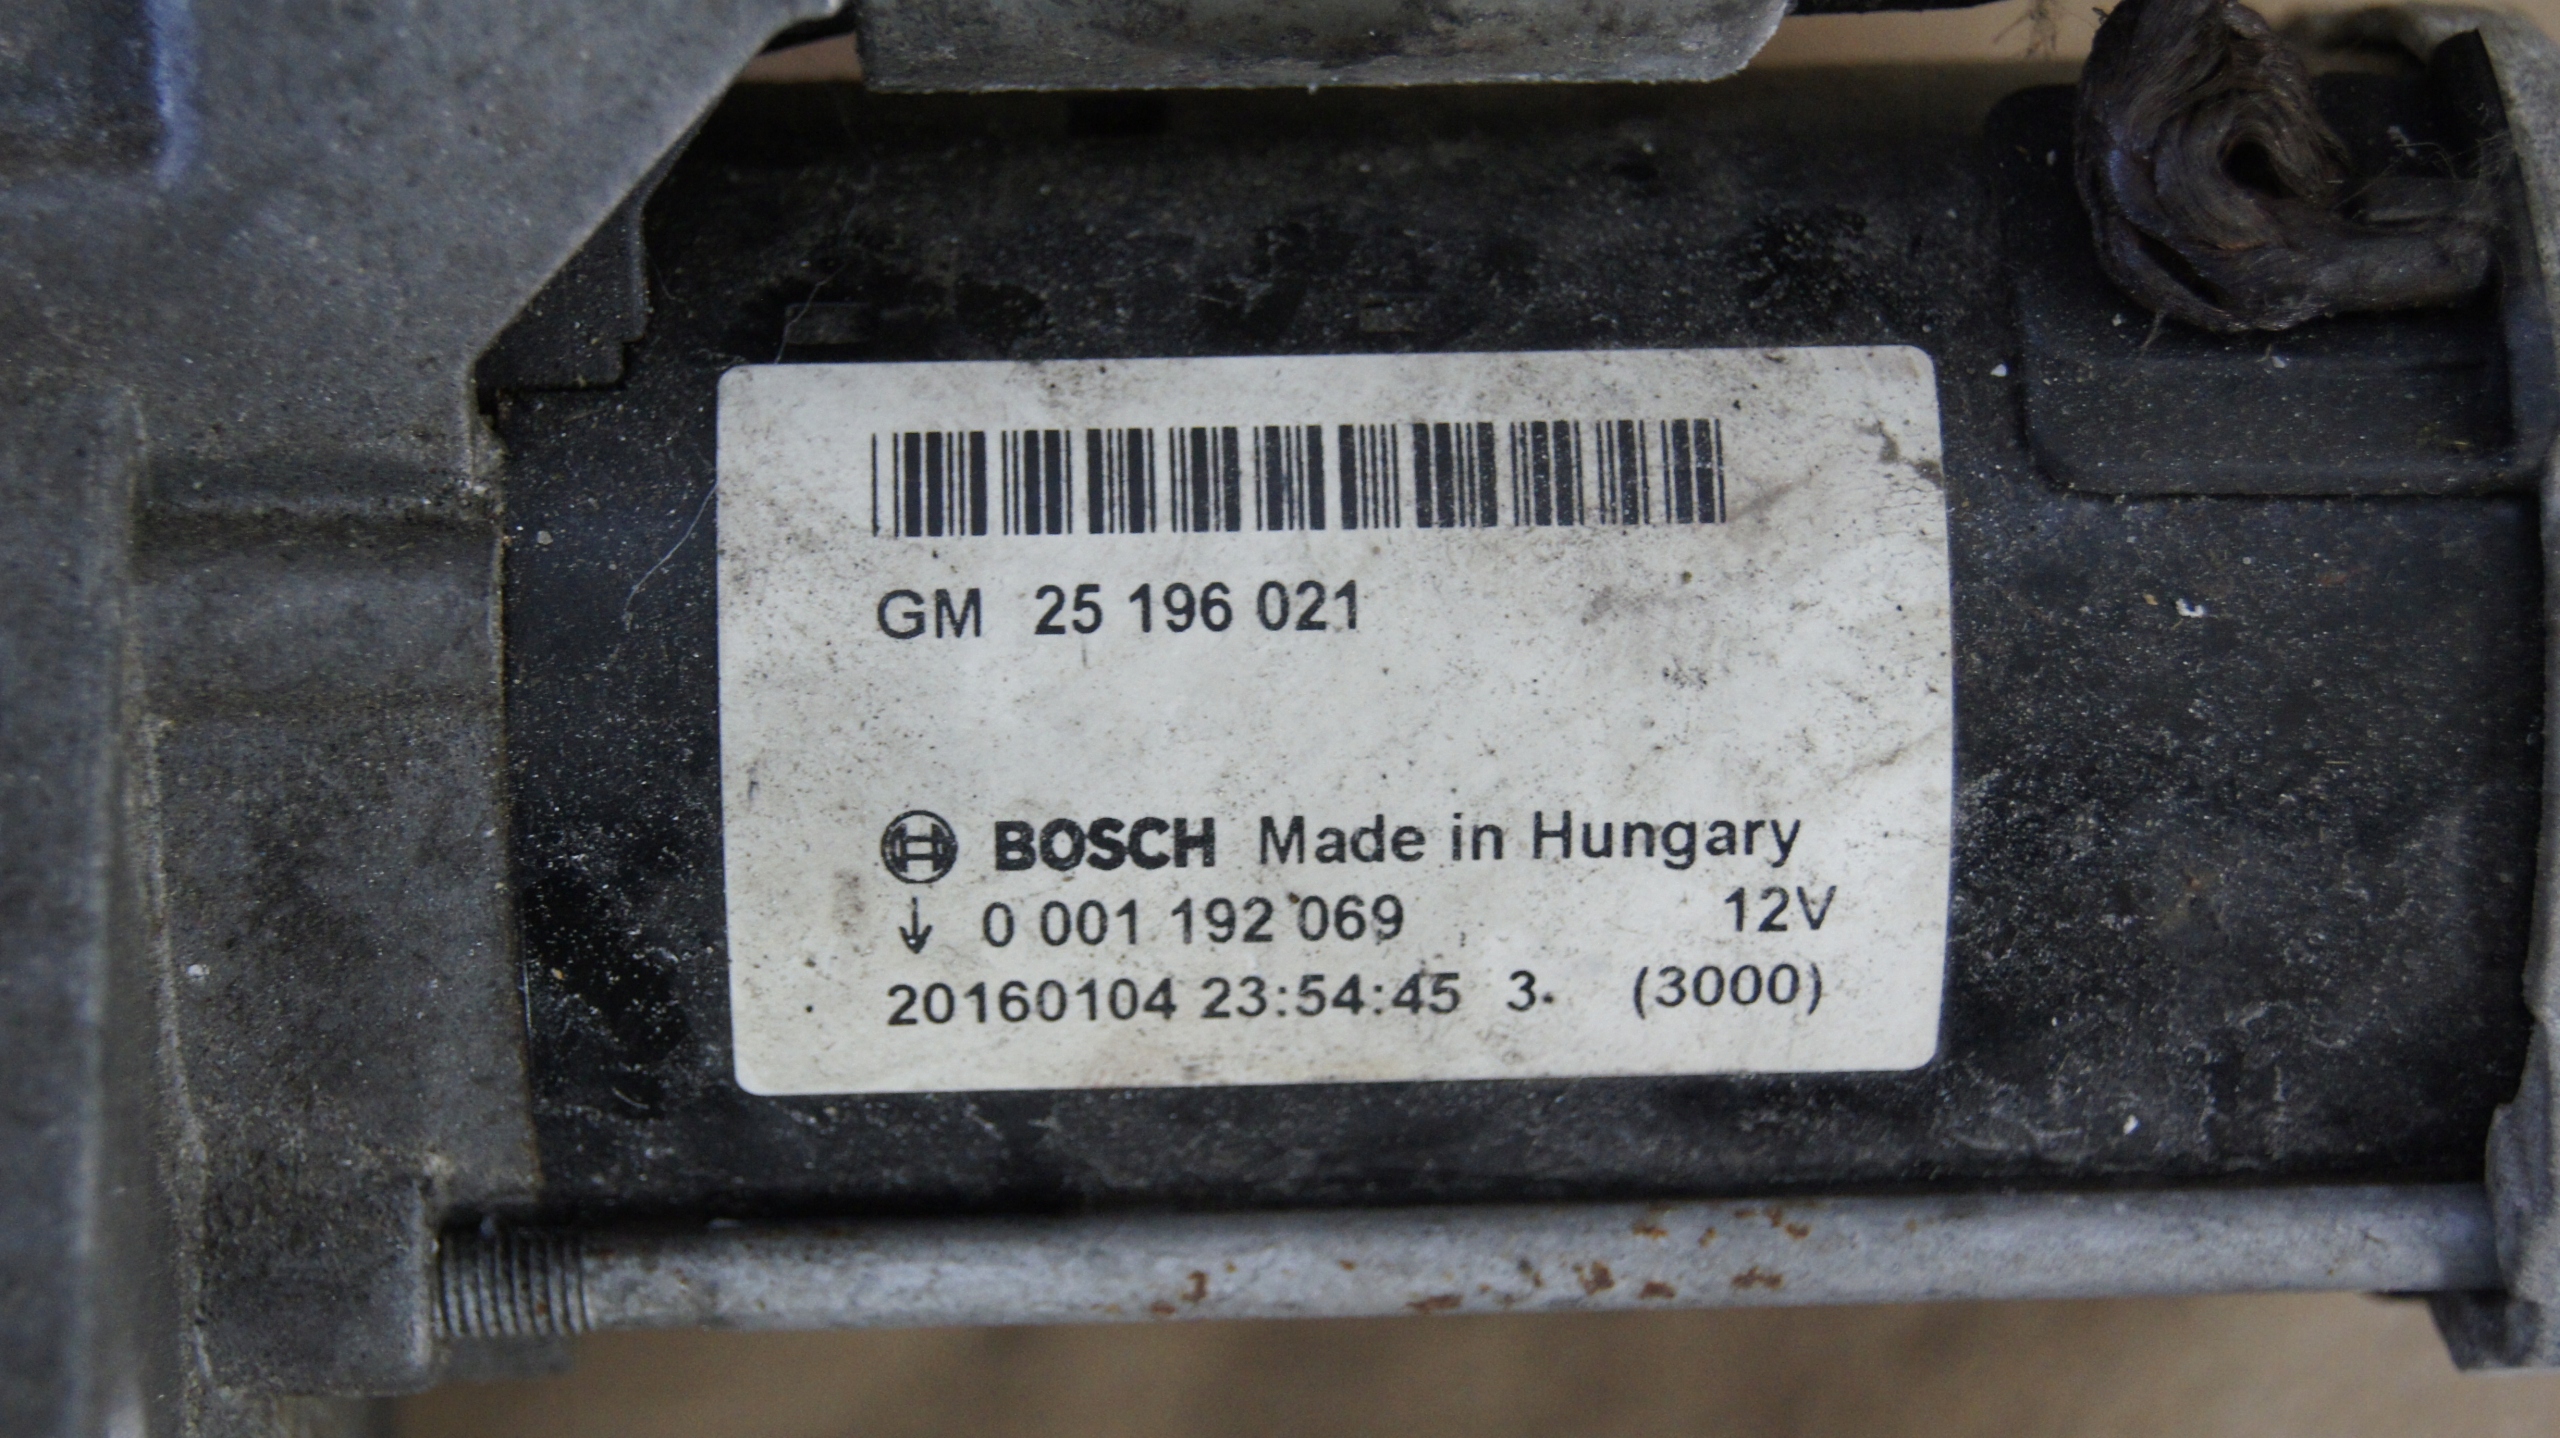 GM 25 196 021
BOSCH Made in Hungary
↓ 0 001 192 069 12V
20160104 23:54:45 3. (3000)